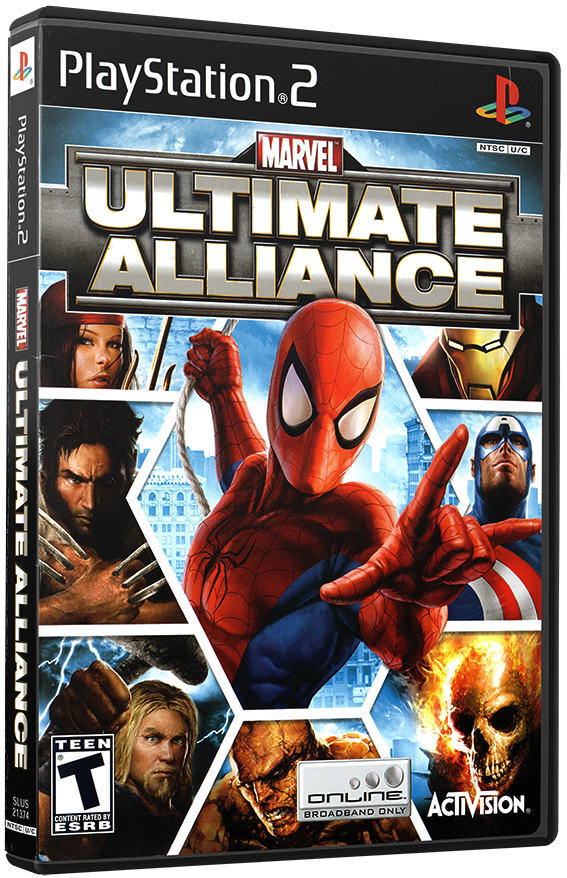 PlayStation®2
NTSC U/C
MARVEL
ULTIMATE
ALLIANCE
TEEN
T
CONTENT RATED BY
ESRB
ONLINE
BROADBAND ONLY
ACTIVISION®
PlayStation®2
MARVEL
ULTIMATE ALLIANCE
SLUS
21374
NTSC U/C